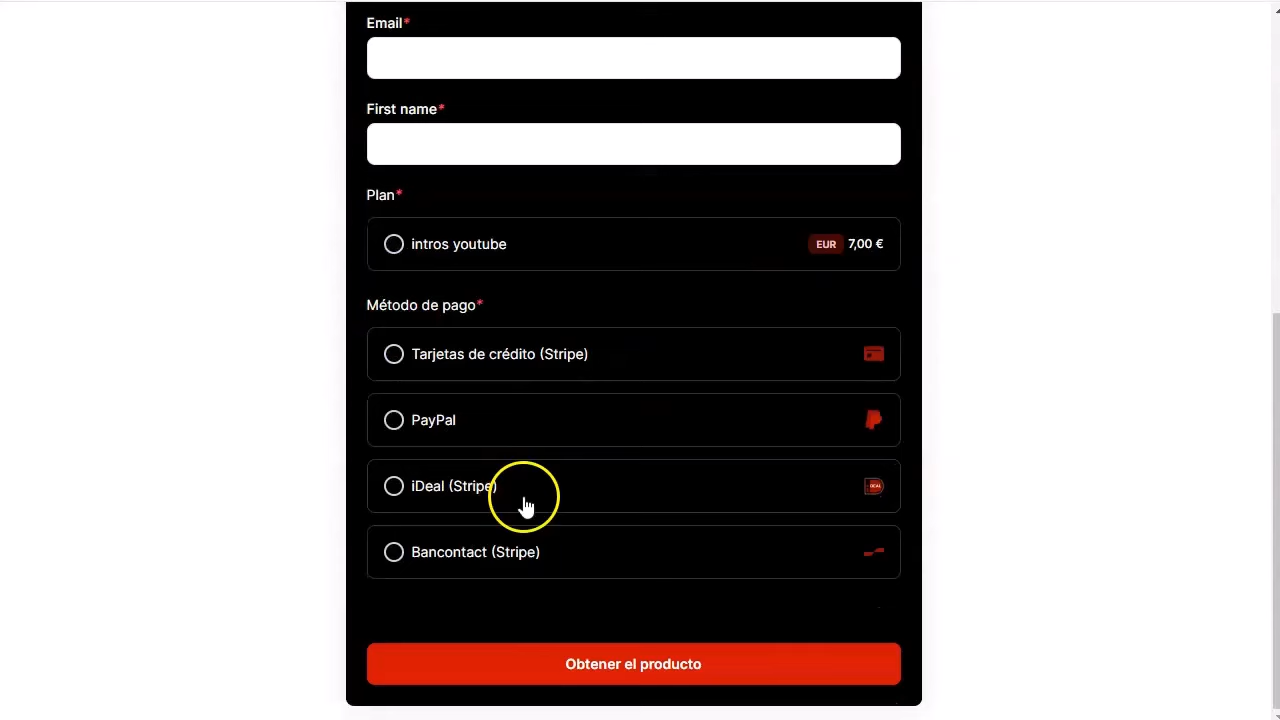 Email*
First name*
Plan*
intros youtube EUR 7,00 €
Método de pago*
Tarjetas de crédito (Stripe)
PayPal
iDeal (Stripe)
Bancontact (Stripe)
Obtener el producto